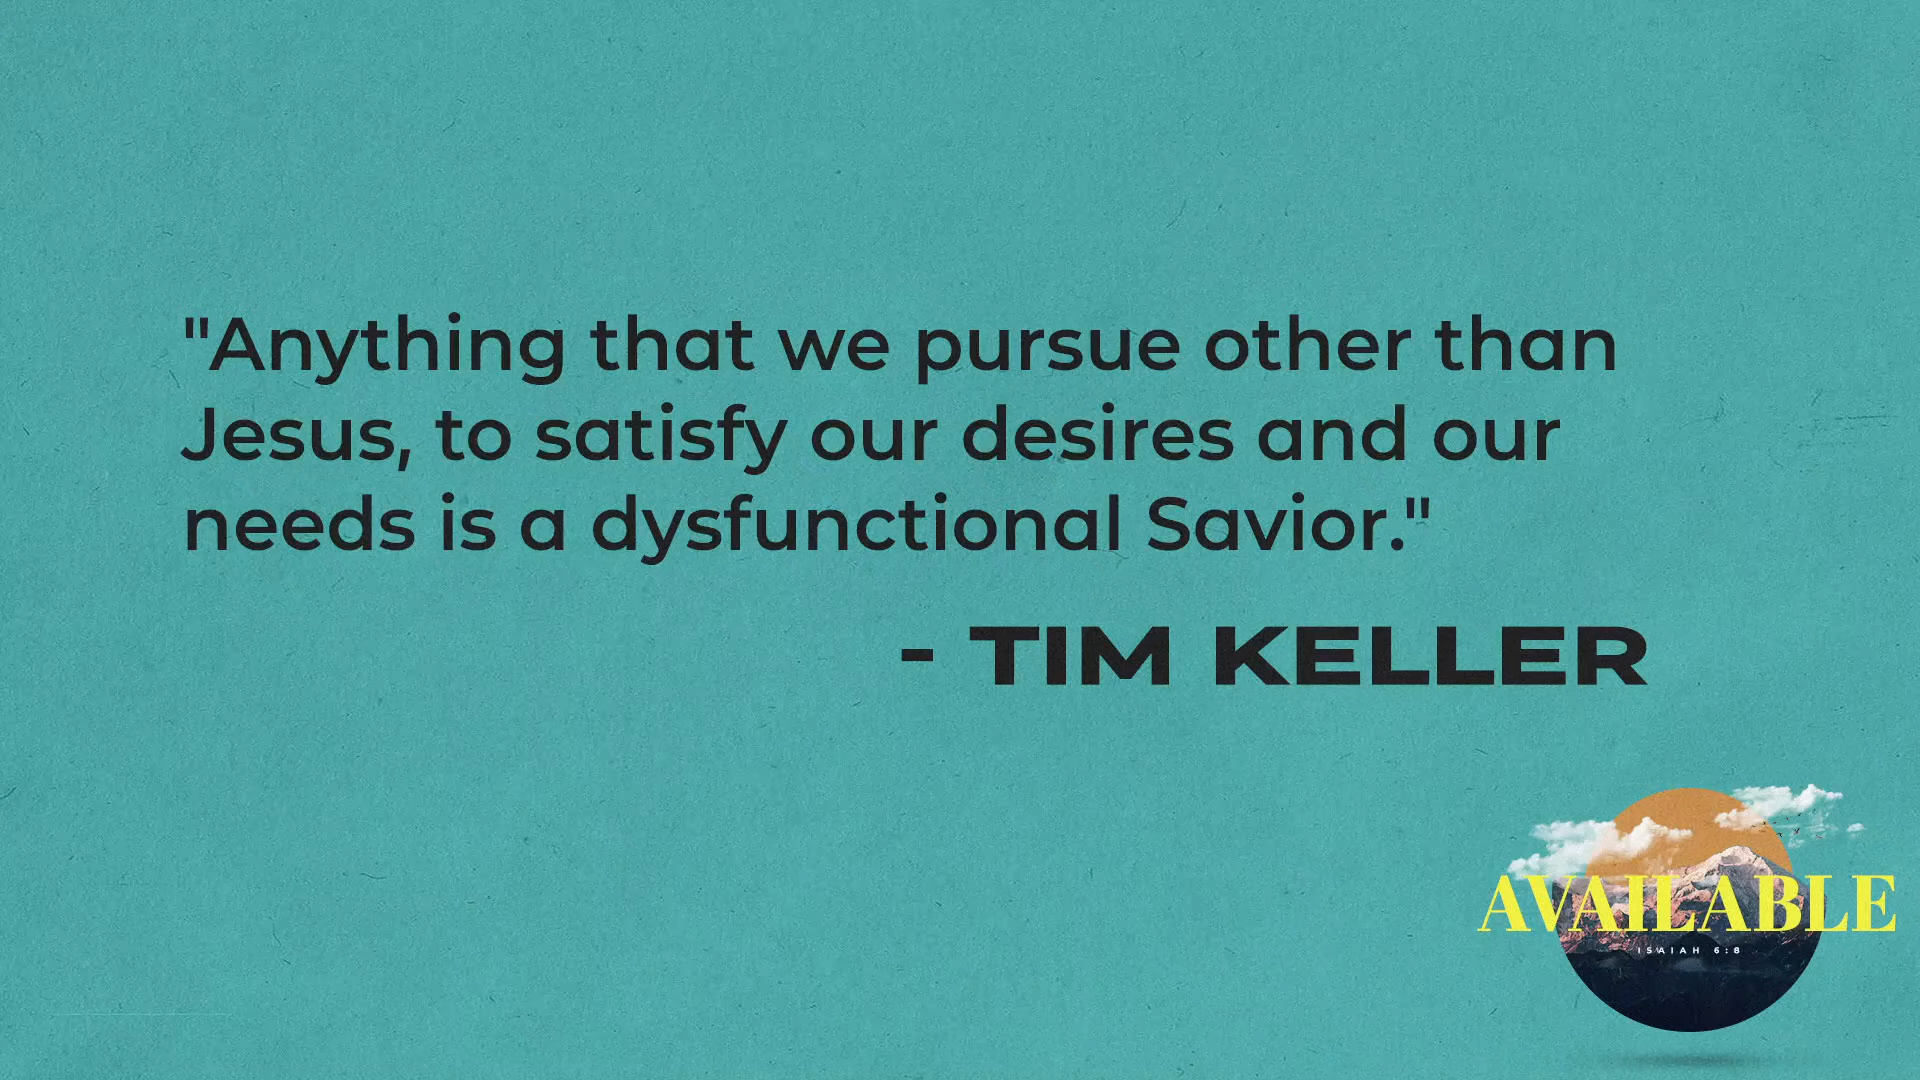 "Anything that we pursue other than
Jesus, to satisfy our desires and our
needs is a dysfunctional Savior."
- TIM KELLER
AVAILABLE
ISAIAH 6:8